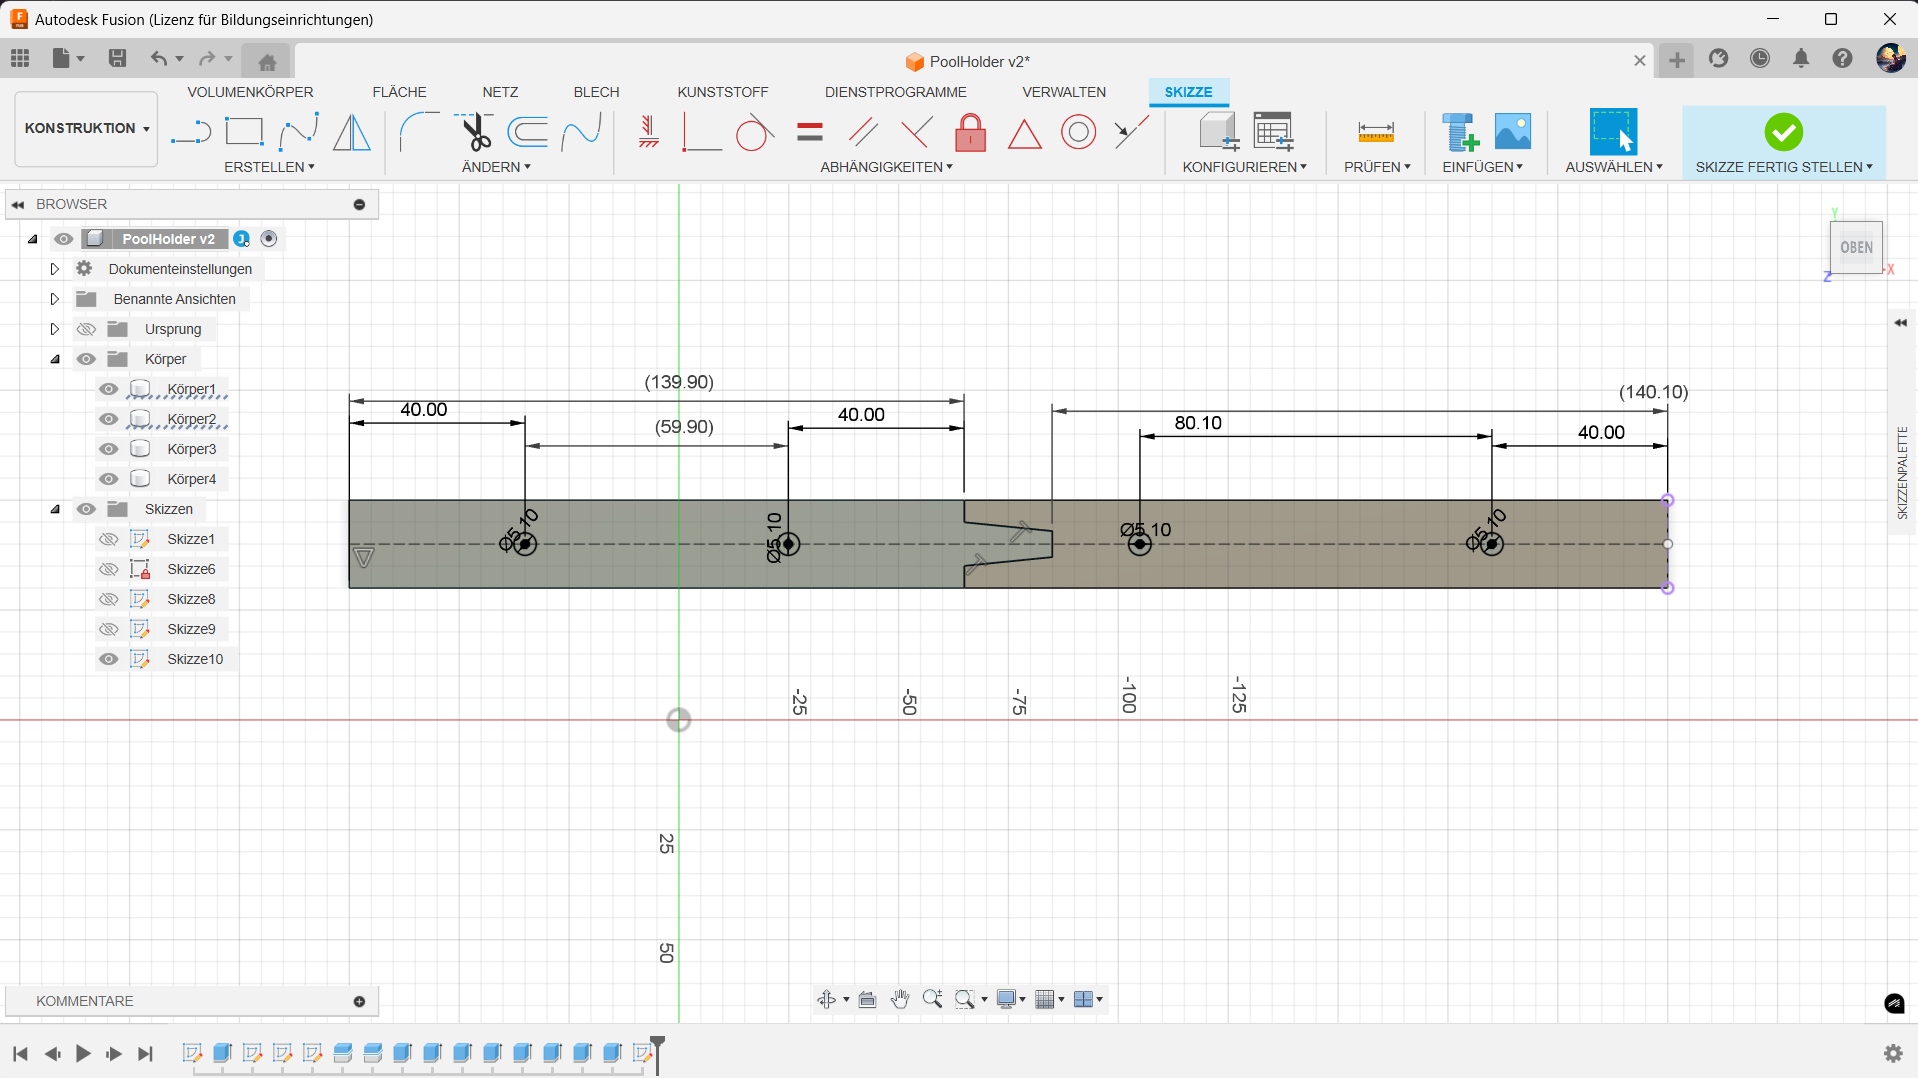 Autodesk Fusion (Lizenz für Bildungseinrichtungen)
PoolHolder v2*
VOLUMENKÖRPER FLÄCHE NETZ BLECH KUNSTSTOFF DIENSTPROGRAMME VERWALTEN SKIZZE
KONSTRUKTION
ERSTELLEN ÄNDERN ABHÄNGIGKEITEN KONFIGURIEREN PRÜFEN EINFÜGEN AUSWÄHLEN SKIZZE FERTIG STELLEN
BROWSER
PoolHolder v2
Dokumenteinstellungen
Benannte Ansichten
Ursprung
Körper
Körper1
Körper2
Körper3
Körper4
Skizzen
Skizze1
Skizze6
Skizze8
Skizze9
Skizze10
Y
OBEN
Z
-X
SKIZZENPALETTE
(139.90)
(140.10)
40.00
40.00
80.10
(59.90)
40.00
Ø5.10
Ø5.10
Ø5.10
Ø5.10
-25
-50
-75
-100
-125
25
50
KOMMENTARE